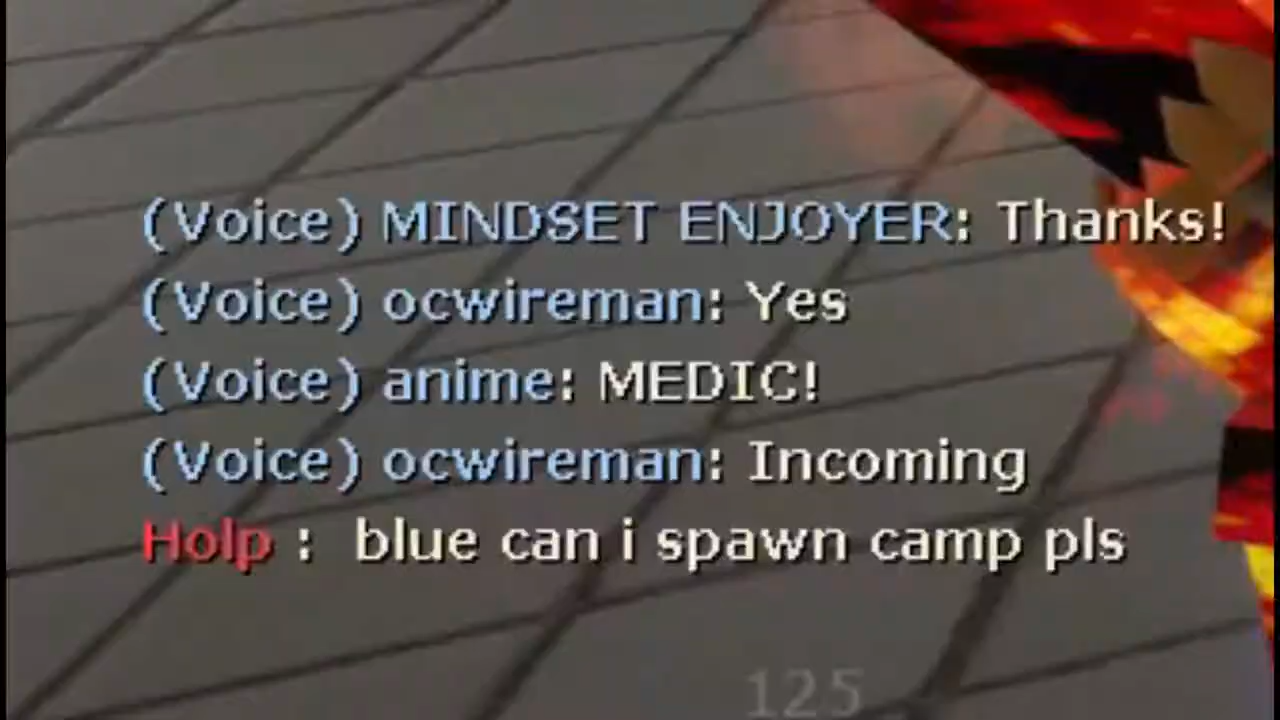 (Voice) MINDSET ENJOYER: Thanks!
(Voice) ocwireman: Yes
(Voice) anime: MEDIC!
(Voice) ocwireman: Incoming
Holp :  blue can i spawn camp pls
125